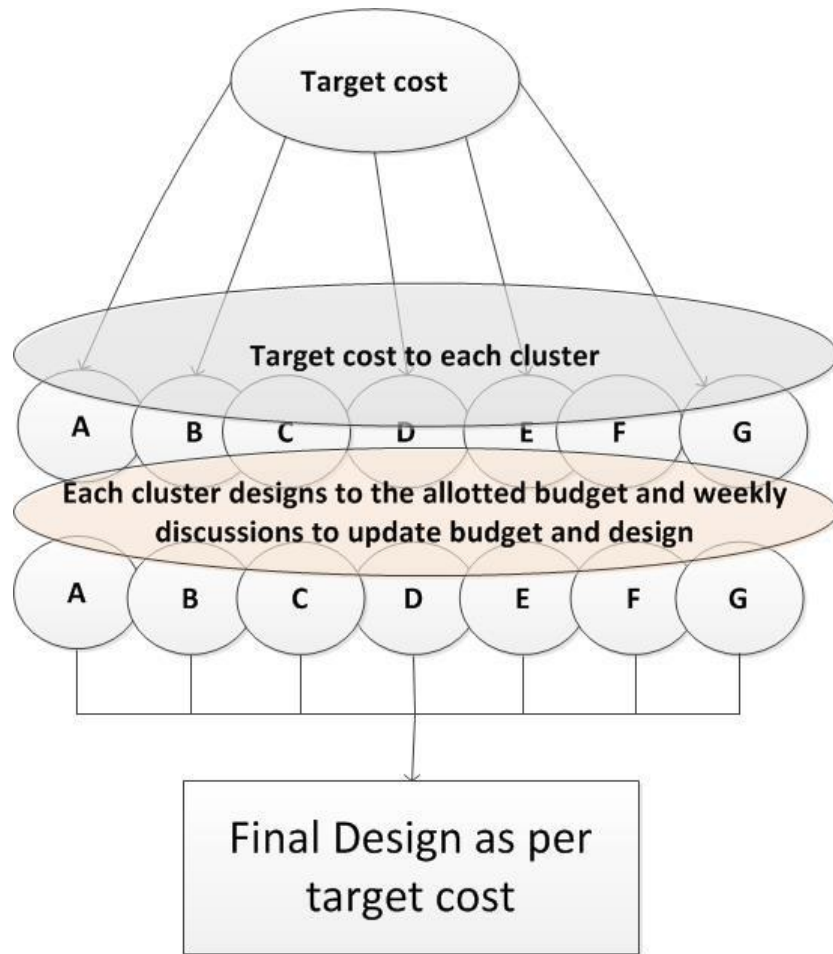 Target cost
Target cost to each cluster
A B C D E F G
Each cluster designs to the allotted budget and weekly
discussions to update budget and design
A B C D E F G
Final Design as per
target cost